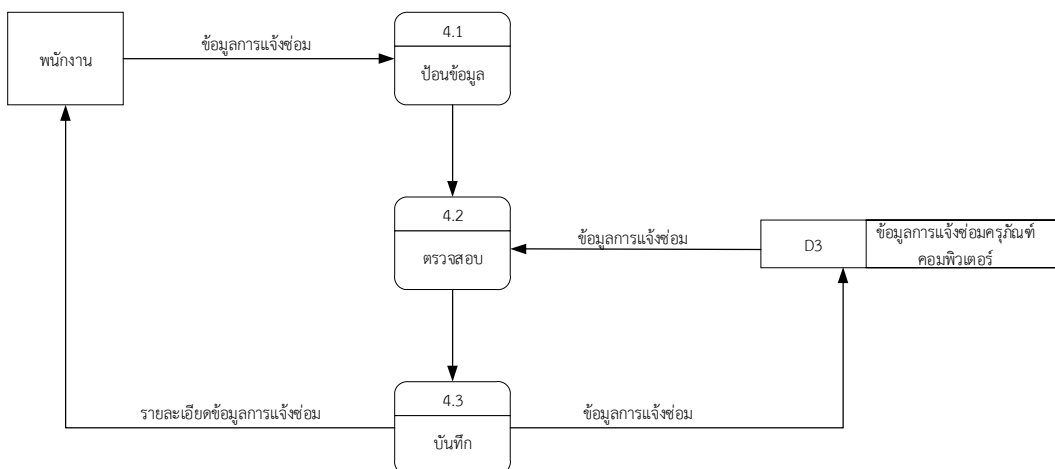 4.1
ข้อมูลการแจ้งซ่อม
พนักงาน
ป้อนข้อมูล
4.2
ข้อมูลการแจ้งซ่อม
D3
ข้อมูลการแจ้งซ่อมครุภัณฑ์
คอมพิวเตอร์
ตรวจสอบ
4.3
รายละเอียดข้อมูลการแจ้งซ่อม
ข้อมูลการแจ้งซ่อม
บันทึก